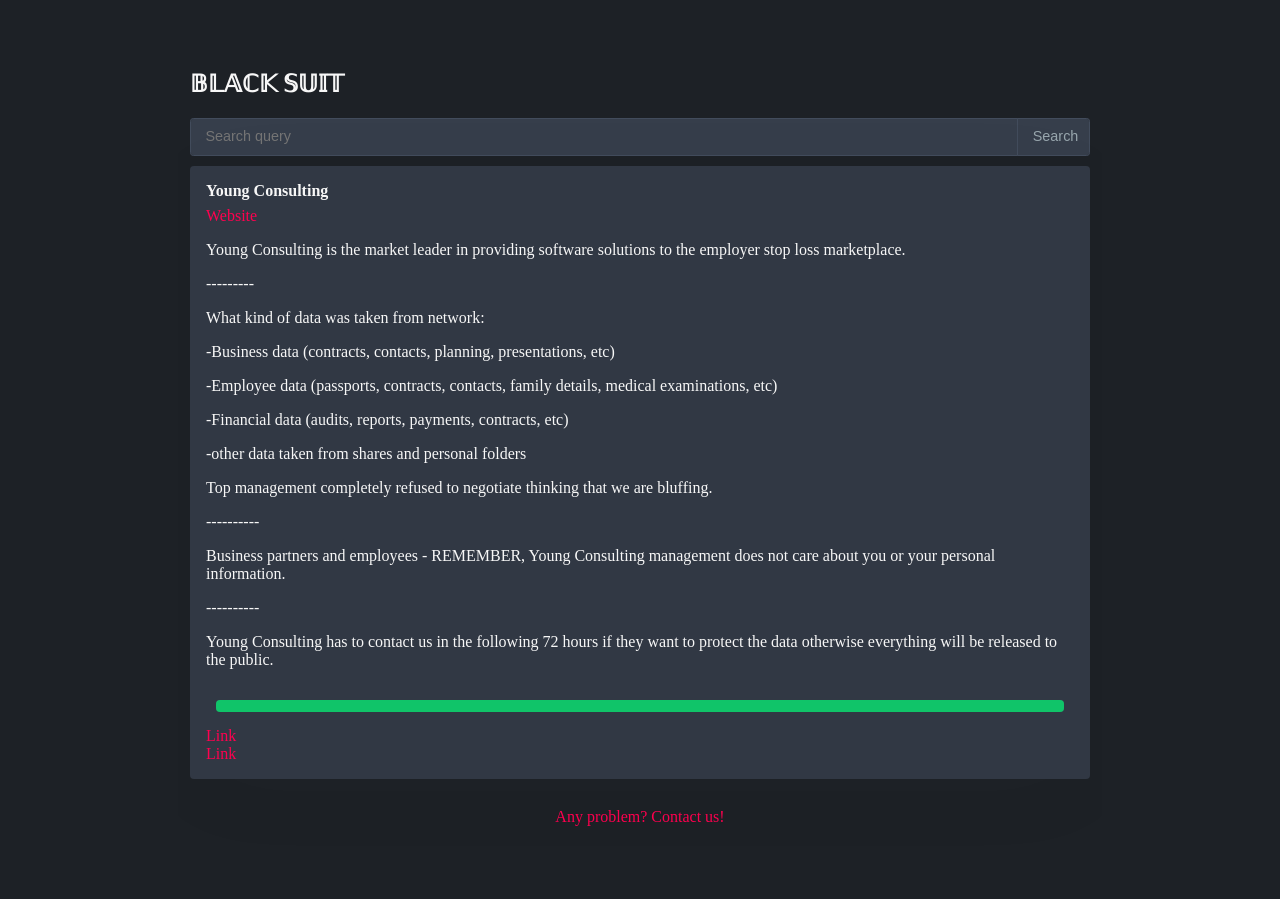 𝔹𝕃𝔸ℂ𝕂 𝕊𝕌𝕀𝕋
Search query
Search
Young Consulting
Website
Young Consulting is the market leader in providing software solutions to the employer stop loss marketplace.
---------
What kind of data was taken from network:
-Business data (contracts, contacts, planning, presentations, etc)
-Employee data (passports, contracts, contacts, family details, medical examinations, etc)
-Financial data (audits, reports, payments, contracts, etc)
-other data taken from shares and personal folders
Top management completely refused to negotiate thinking that we are bluffing.
----------
Business partners and employees - REMEMBER, Young Consulting management does not care about you or your personal
information.
----------
Young Consulting has to contact us in the following 72 hours if they want to protect the data otherwise everything will be released to
the public.
Link
Link
Any problem? Contact us!